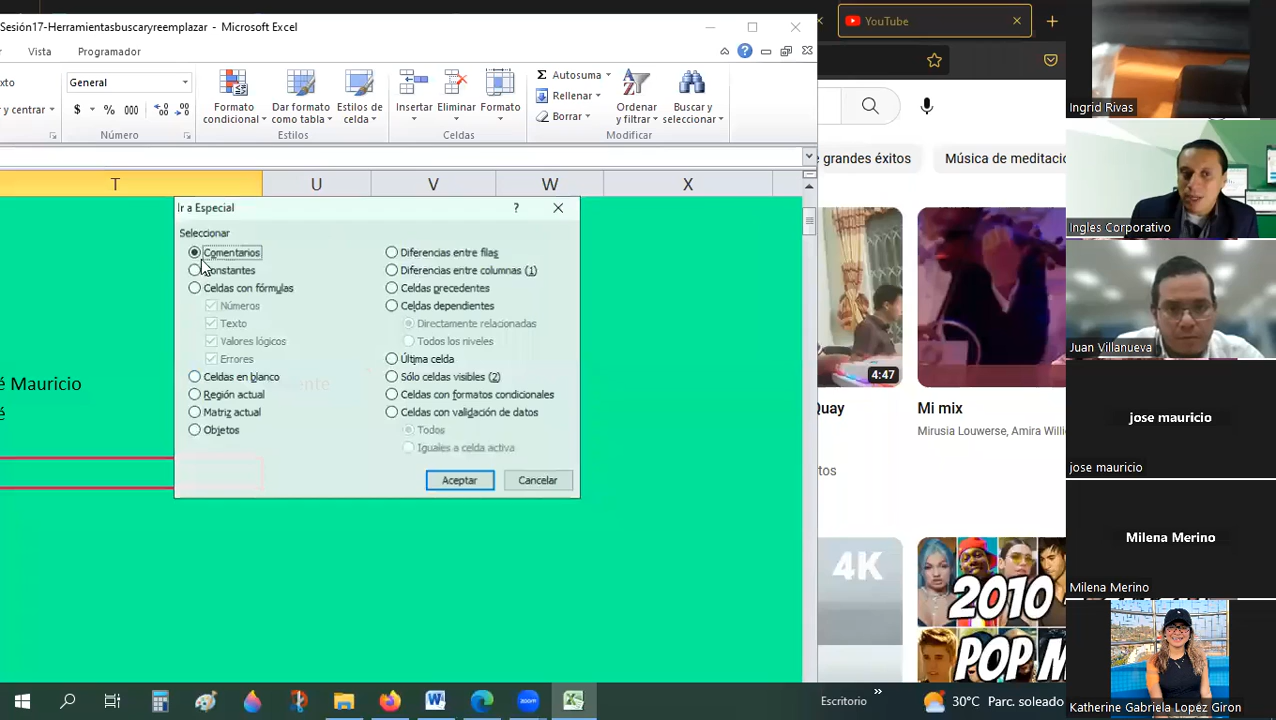 Sesión17-Herramientasbuscaryreemplazar - Microsoft Excel
Vista
Programador
General
$
%
000
Número
Formato condicional
Dar formato como tabla
Estilos de celda
Estilos
Insertar
Eliminar
Formato
Celdas
Σ Autosuma
Rellenar
Borrar
Ordenar y filtrar
Buscar y seleccionar
Modificar
T
U
V
W
X
é Mauricio
é
Ir a Especial
?
Seleccionar
Comentarios
Constantes
Celdas con fórmulas
Números
Texto
Valores lógicos
Errores
Celdas en blanco
Región actual
Matriz actual
Objetos
Diferencias entre filas
Diferencias entre columnas (1)
Celdas precedentes
Celdas dependientes
Directamente relacionadas
Todos los niveles
Última celda
Sólo celdas visibles (2)
Celdas con formatos condicionales
Celdas con validación de datos
Todos
Iguales a celda activa
Aceptar
Cancelar
YouTube
e grandes éxitos
Música de meditacio
4:47
Quay
Mi mix
Mirusia Louwerse, Amira Willi
4K
2010
POP M
Ingrid Rivas
Ingles Corporativo
Juan Villanueva
jose mauricio
jose mauricio
Milena Merino
Milena Merino
Katherine Gabriela Lopez Giron
zoom
Escritorio
30°C Parc. soleado